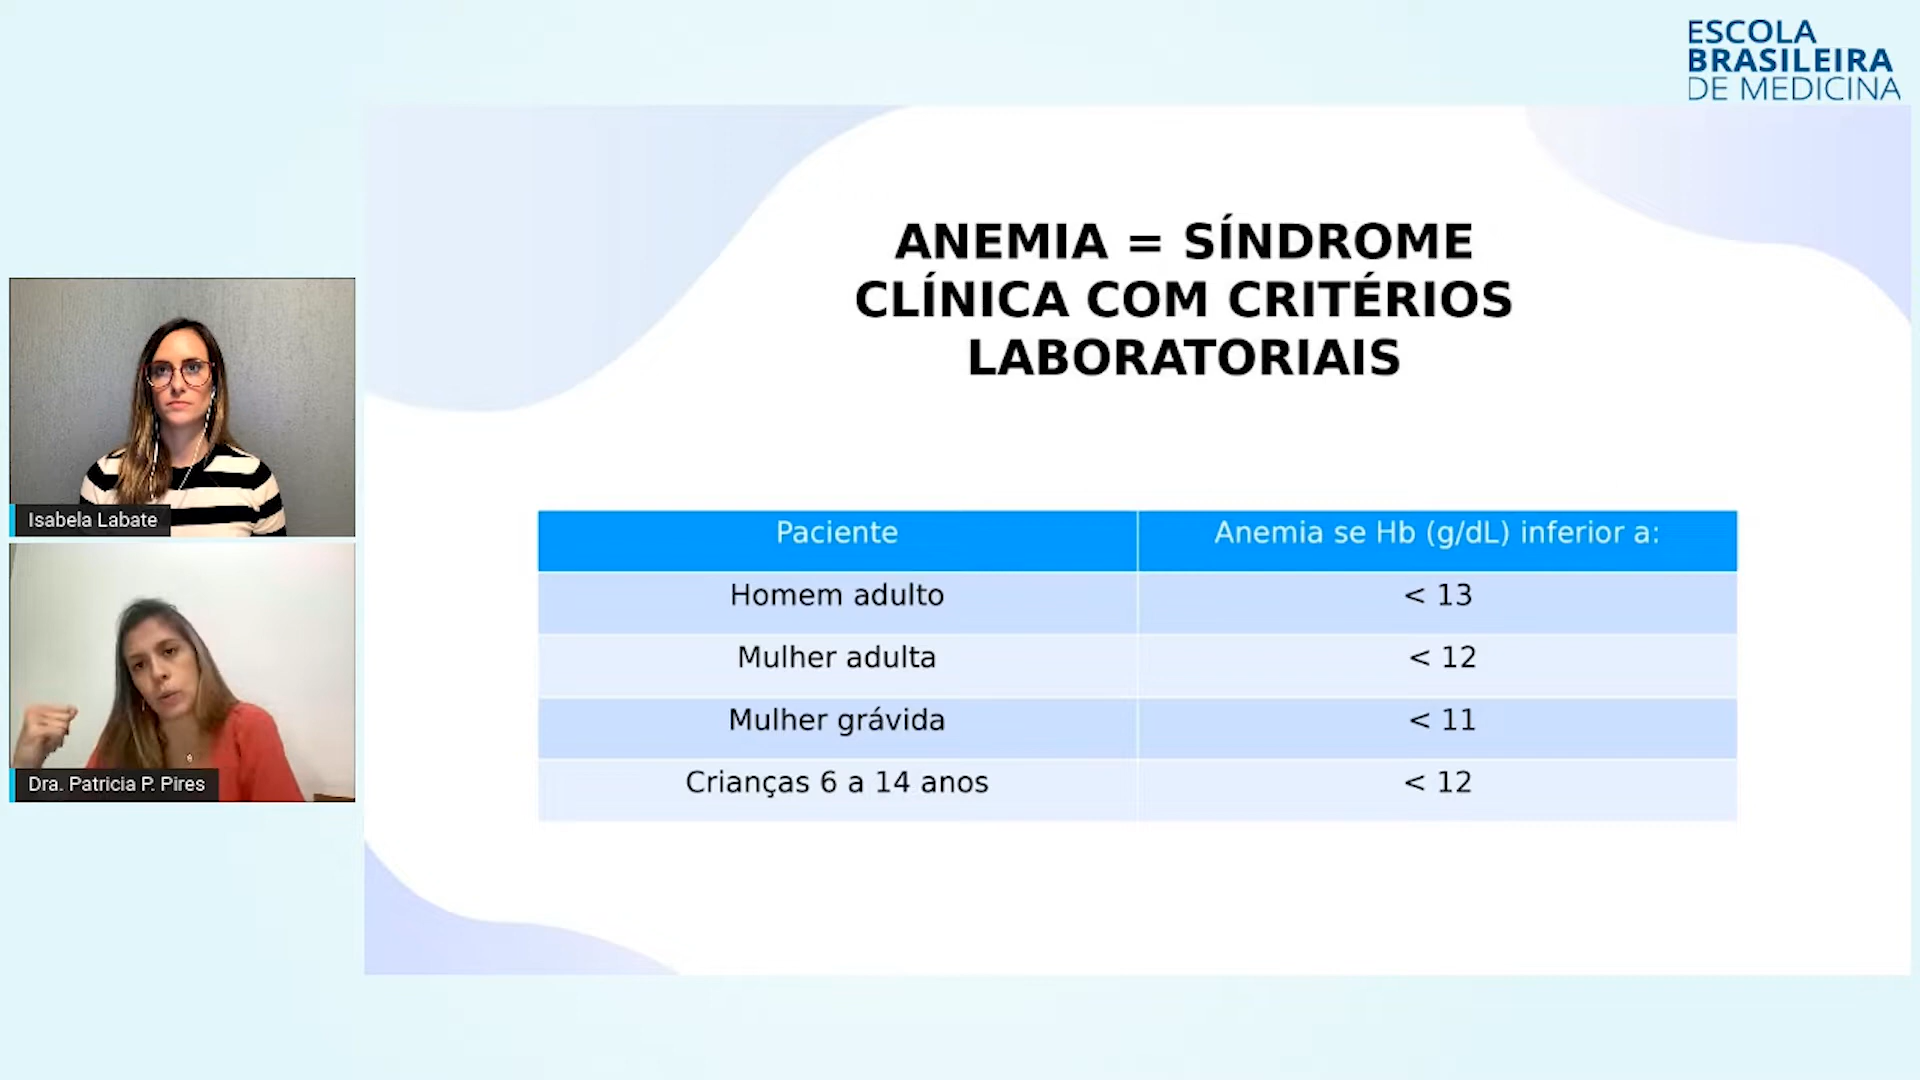 ESCOLA
BRASILEIRA
DE MEDICINA
ANEMIA = SÍNDROME
CLÍNICA COM CRITÉRIOS
LABORATORIAIS
Isabela Labate
Dra. Patricia P. Pires
Paciente Anemia se Hb (g/dL) inferior a:
Homem adulto < 13
Mulher adulta < 12
Mulher grávida < 11
Crianças 6 a 14 anos < 12